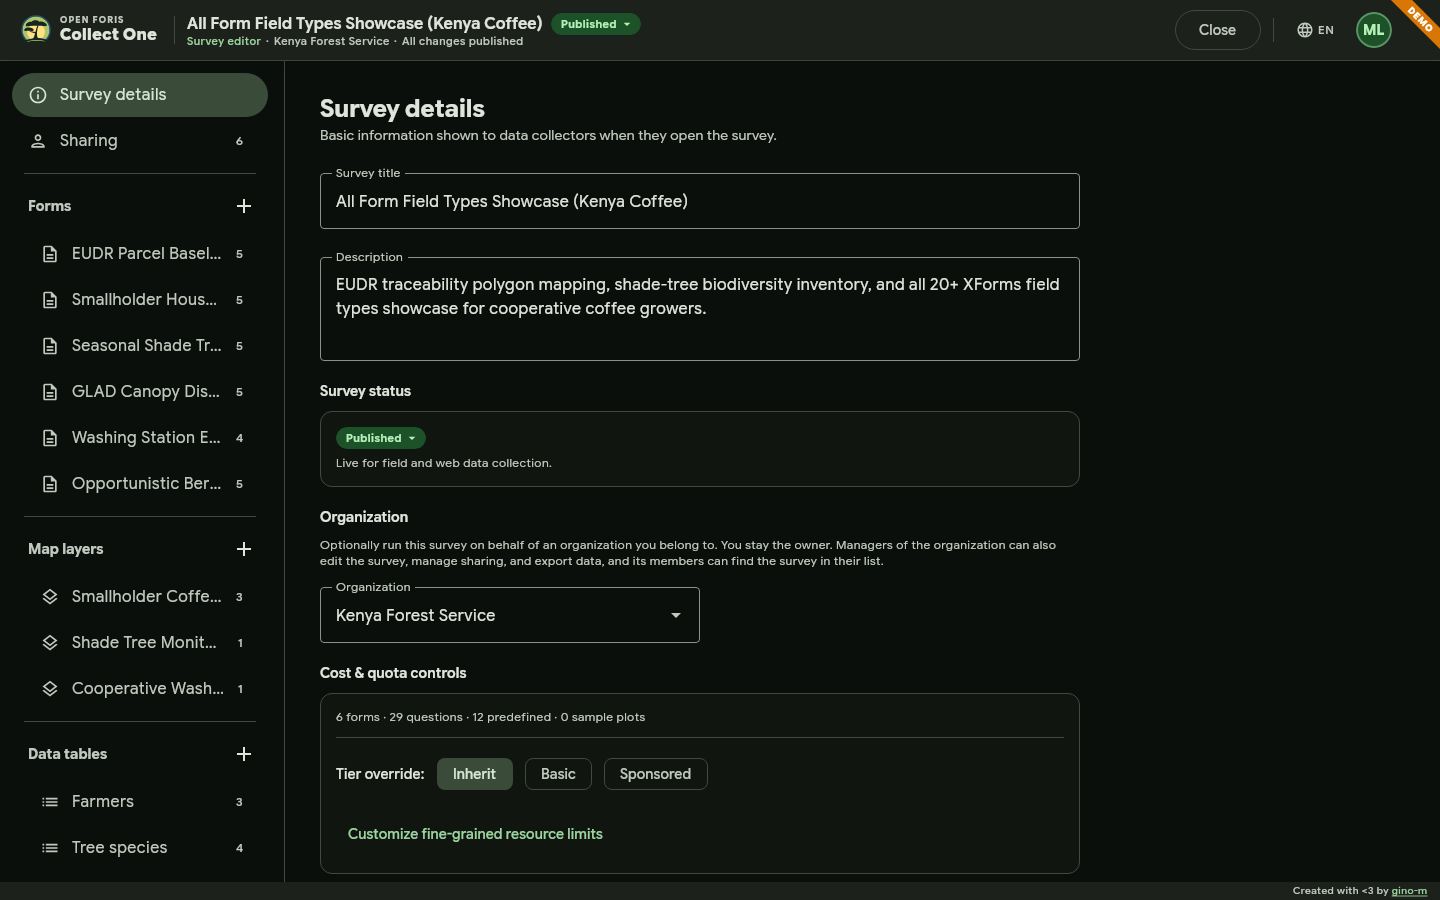 OPEN FORIS
Collect One
All Form Field Types Showcase (Kenya Coffee)
Published
Survey editor · Kenya Forest Service · All changes published
Close
EN
ML
DEMO
Survey details
Sharing 6
Forms
EUDR Parcel Basel... 5
Smallholder Hous... 5
Seasonal Shade Tr... 5
GLAD Canopy Dis... 5
Washing Station E... 4
Opportunistic Ber... 5
Map layers
Smallholder Coffe... 3
Shade Tree Monit... 1
Cooperative Wash... 1
Data tables
Farmers 3
Tree species 4
Survey details
Basic information shown to data collectors when they open the survey.
Survey title
All Form Field Types Showcase (Kenya Coffee)
Description
EUDR traceability polygon mapping, shade-tree biodiversity inventory, and all 20+ XForms field
types showcase for cooperative coffee growers.
Survey status
Published
Live for field and web data collection.
Organization
Optionally run this survey on behalf of an organization you belong to. You stay the owner. Managers of the organization can also
edit the survey, manage sharing, and export data, and its members can find the survey in their list.
Organization
Kenya Forest Service
Cost & quota controls
6 forms · 29 questions · 12 predefined · 0 sample plots
Tier override: Inherit Basic Sponsored
Customize fine-grained resource limits
Created with <3 by gino-m